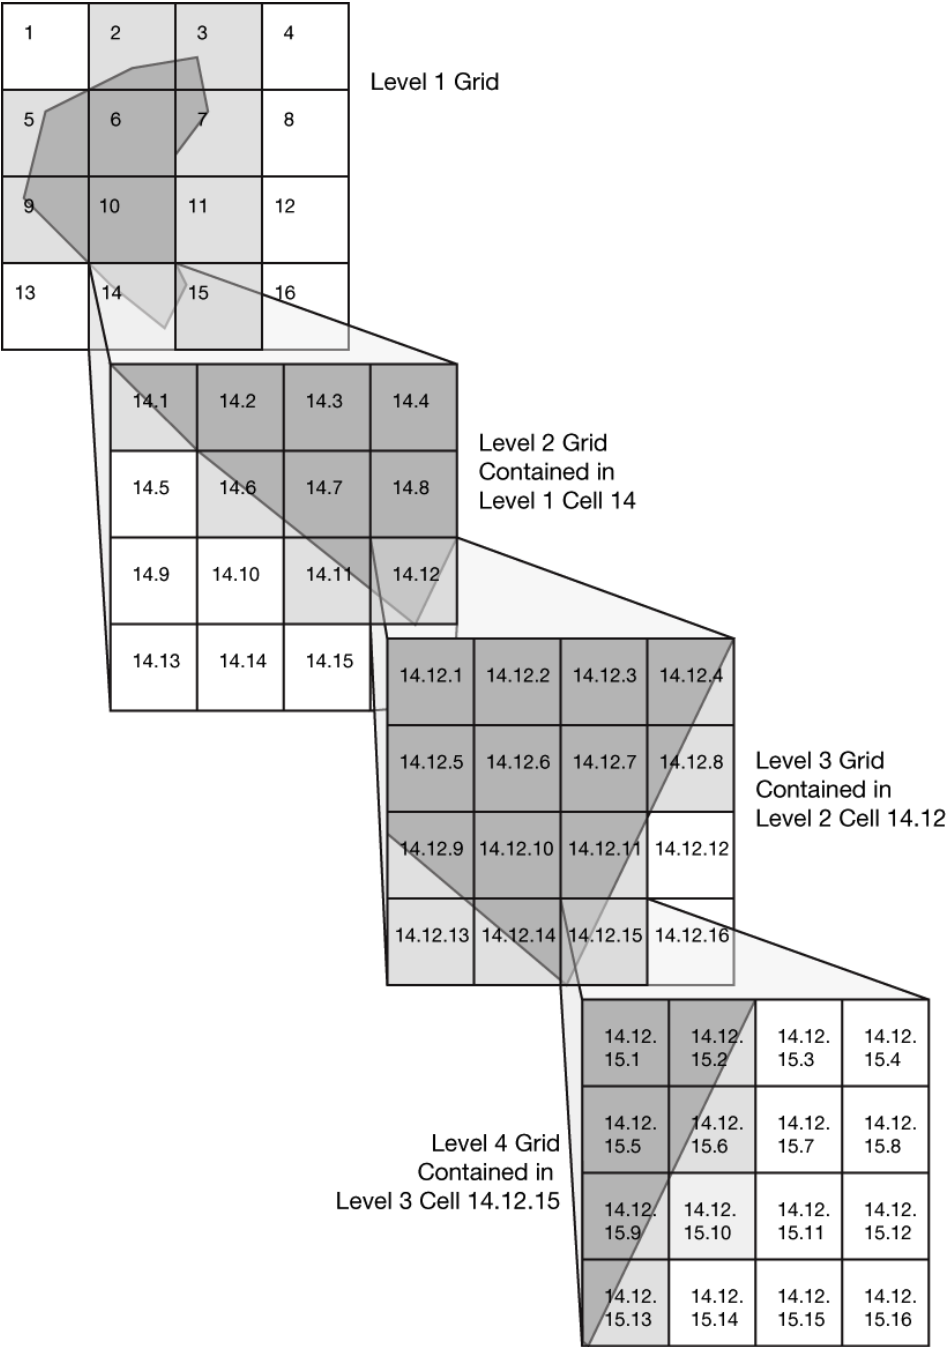 1 2 3 4
Level 1 Grid
5 6 7 8
9 10 11 12
13 14 15 16
14.1 14.2 14.3 14.4
Level 2 Grid
Contained in
Level 1 Cell 14
14.5 14.6 14.7 14.8
14.9 14.10 14.11 14.12
14.13 14.14 14.15
14.12.1 14.12.2 14.12.3 14.12.4
14.12.5 14.12.6 14.12.7 14.12.8
Level 3 Grid
Contained in
Level 2 Cell 14.12
14.12.9 14.12.10 14.12.11 14.12.12
14.12.13 14.12.14 14.12.15 14.12.16
14.12. 14.12. 14.12. 14.12.
15.1 15.2 15.3 15.4
14.12. 14.12. 14.12. 14.12.
15.5 15.6 15.7 15.8
Level 4 Grid
Contained in
Level 3 Cell 14.12.15
14.12. 14.12. 14.12. 14.12.
15.9 15.10 15.11 15.12
14.12. 14.12. 14.12. 14.12.
15.13 15.14 15.15 15.16